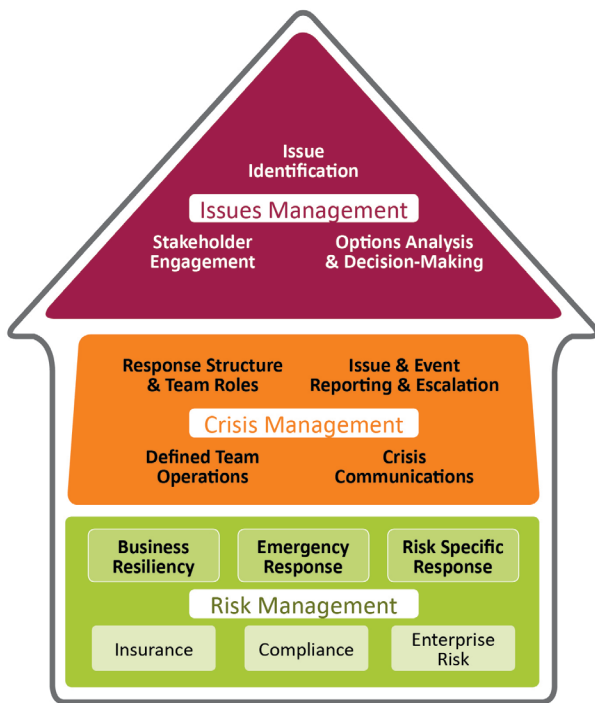 Issue
Identification
Issues Management
Stakeholder
Engagement
Options Analysis
& Decision-Making
Response Structure
& Team Roles
Issue & Event
Reporting & Escalation
Crisis Management
Defined Team
Operations
Crisis
Communications
Business
Resiliency
Emergency
Response
Risk Specific
Response
Risk Management
Insurance
Compliance
Enterprise
Risk